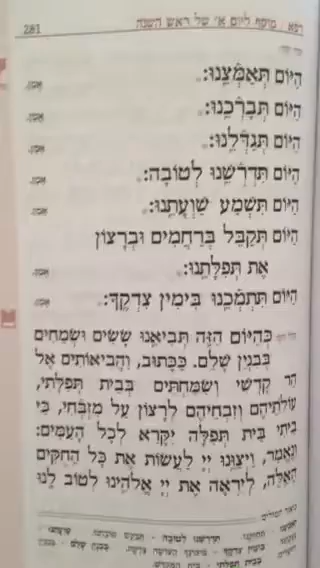 רפא / מוסף ליום א' של ראש השנה 281
הַיּוֹם תְּאַמְּצֵֽנוּ: אָמֵן.
הַיּוֹם תְּבָרְכֵֽנוּ: אָמֵן.
הַיּוֹם תְּגַדְּלֵֽנוּ: אָמֵן.
הַיּוֹם תִּדְרְשֵֽׁנוּ לְטוֹבָה: אָמֵן.
הַיּוֹם תִּשְׁמַע שַׁוְעָתֵֽנוּ: אָמֵן.
הַיּוֹם תְּקַבֵּל בְּרַחֲמִים וּבְרָצוֹן
אֶת תְּפִלָּתֵֽנוּ: אָמֵן.
הַיּוֹם תִּתְמְכֵֽנוּ בִּימִין צִדְקֶֽךָ: אָמֵן.
כְּהַיּוֹם הַזֶּה תְּבִיאֵֽנוּ שָׂשִׂים וּשְׂמֵחִים
בְּבִנְיַן שָׁלֵם. כַּכָּתוּב, וַהֲבִיאוֹתִים אֶל
הַר קָדְשִׁי וְשִׂמַּחְתִּים בְּבֵית תְּפִלָּתִי,
עוֹלֹתֵיהֶם וְזִבְחֵיהֶם לְרָצוֹן עַל מִזְבְּחִי, כִּי
בֵיתִי בֵּית תְּפִלָּה יִקָּרֵא לְכָל הָעַמִּים:
וְנֶאֱמַר, וַיְצַוֵּֽנוּ יְיָ לַעֲשׂוֹת אֶת כָּל הַחֻקִּים
הָאֵֽלֶּה, לְיִרְאָה אֶת יְיָ אֱלֹהֵֽינוּ לְטוֹב לָֽנוּ